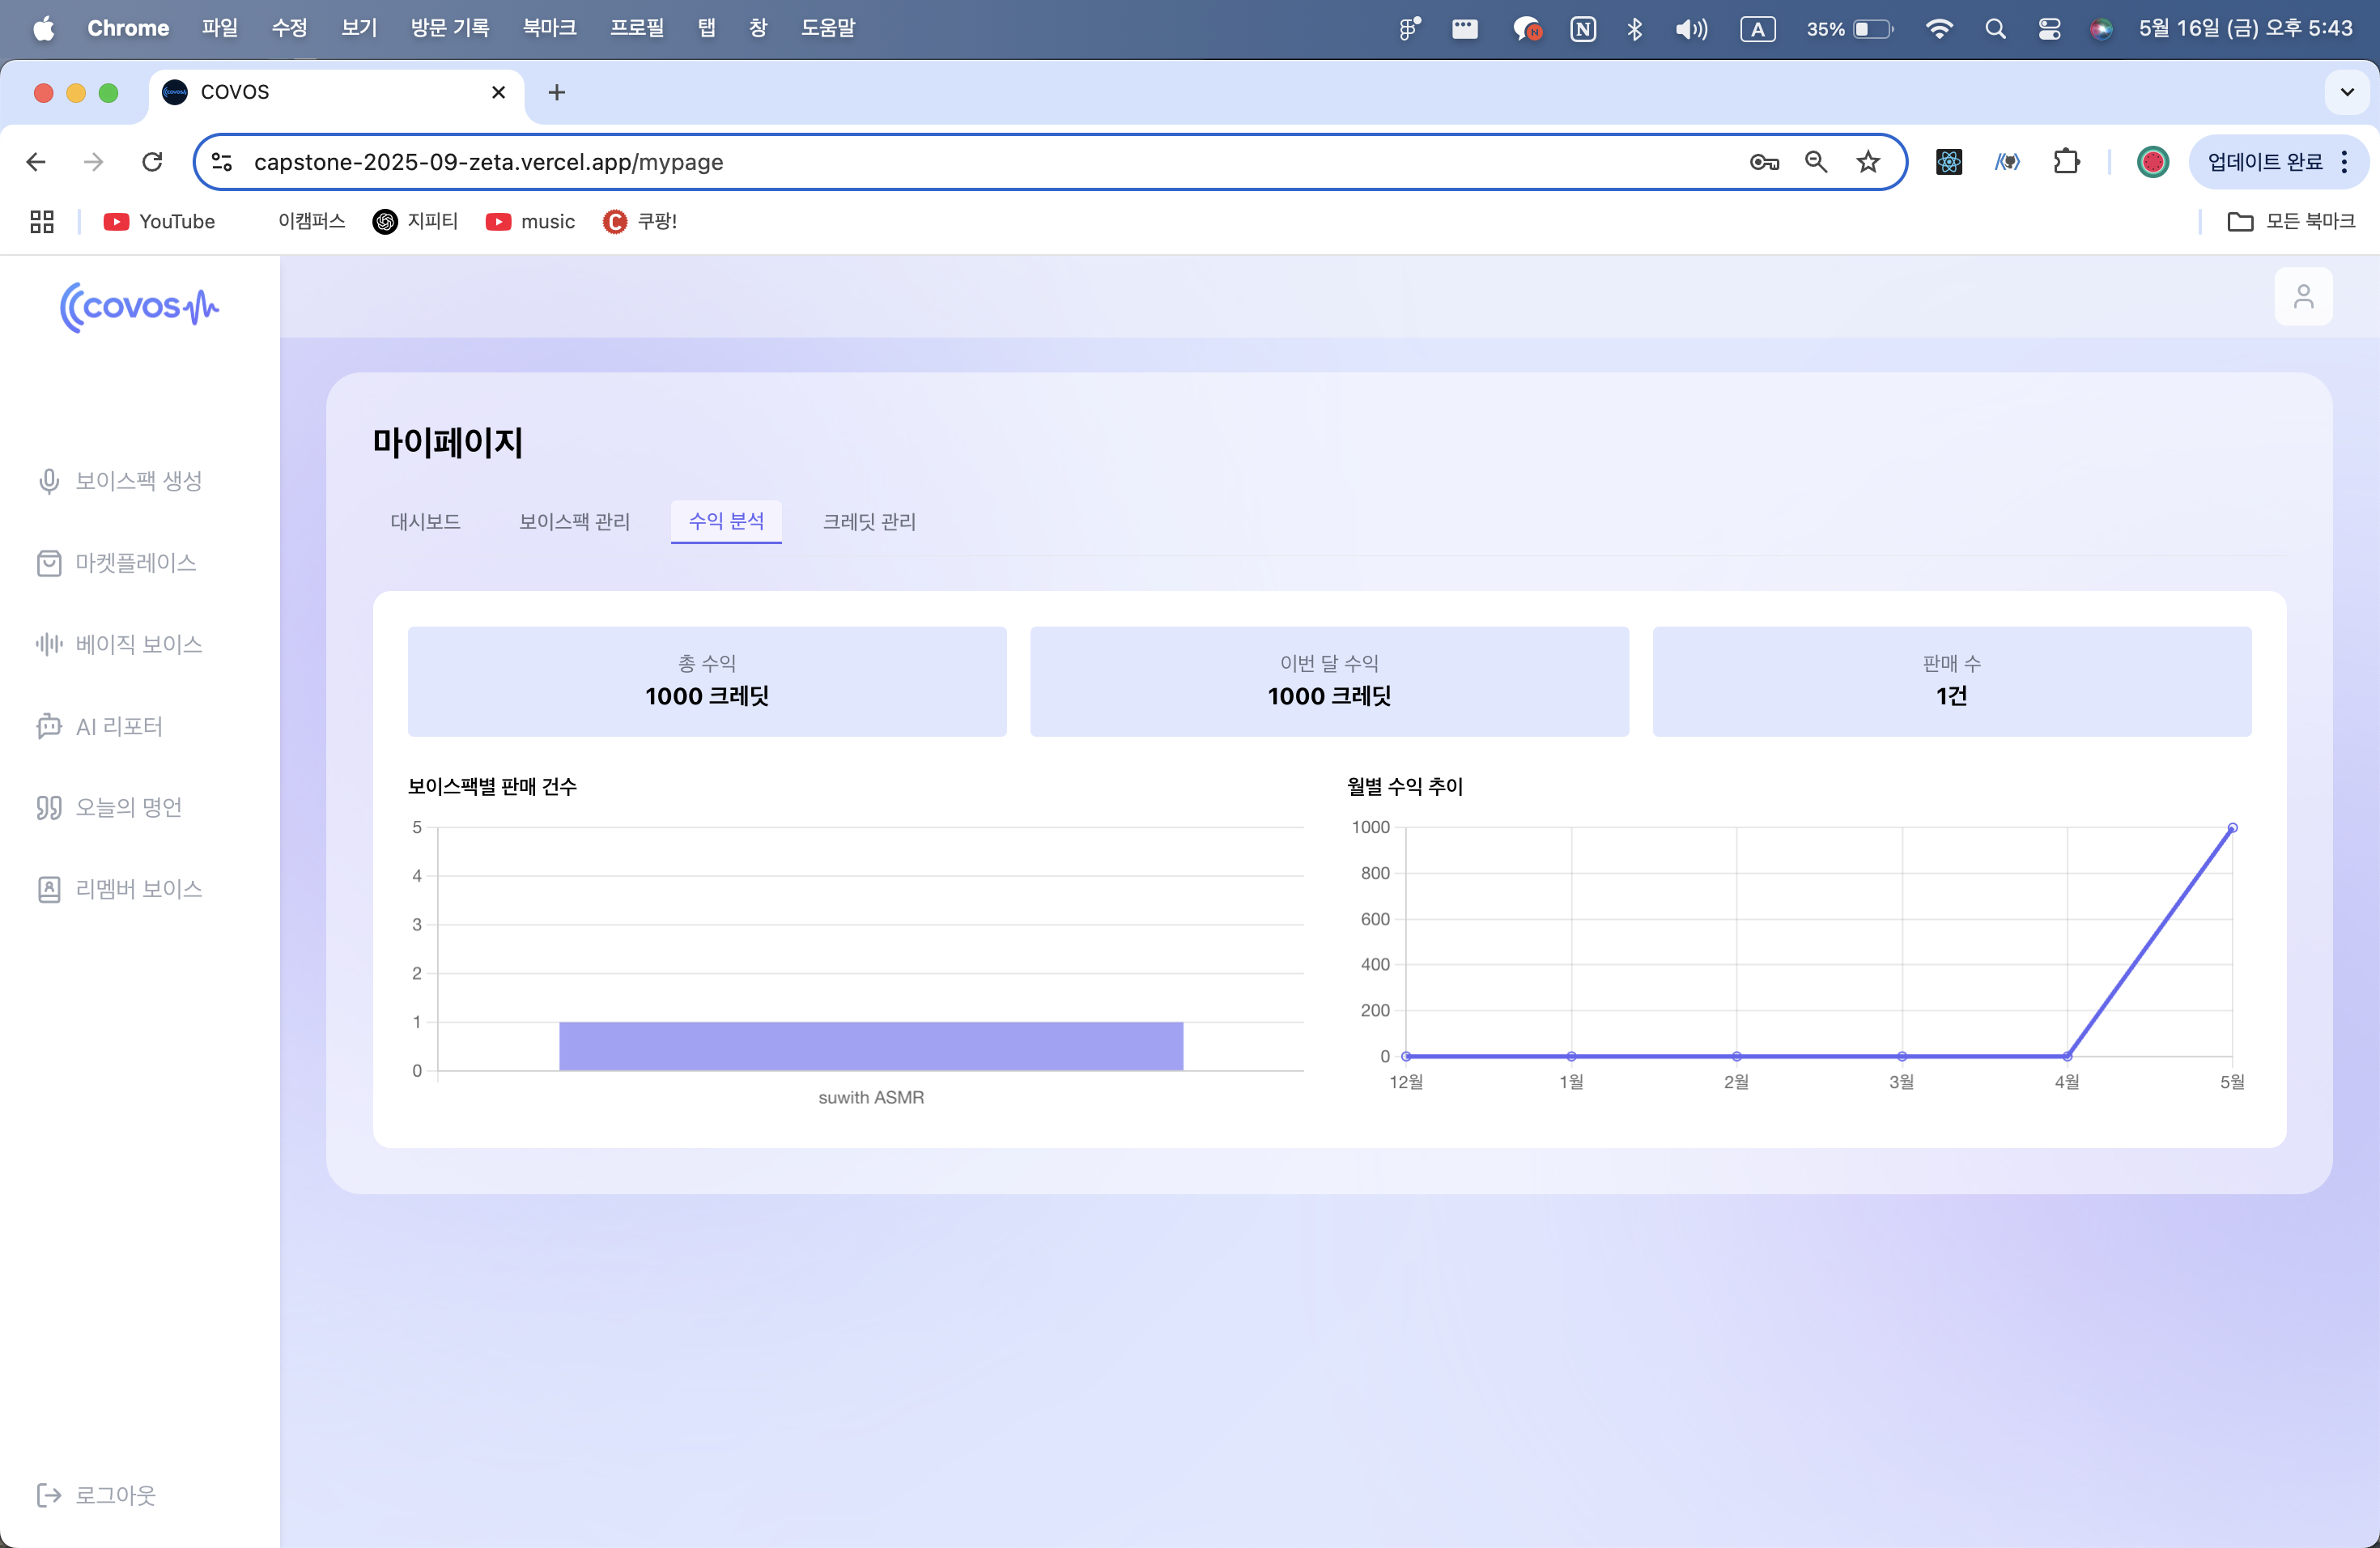 Chrome 파일 수정 보기 방문 기록 북마크 프로필 탭 창 도움말 N A 35% 5월 16일 (금) 오후 5:43
COVOS
capstone-2025-09-zeta.vercel.app/mypage 업데이트 완료
YouTube 이캠퍼스 지피티 music 쿠팡! 모든 북마크
covos
보이스팩 생성
마켓플레이스
베이직 보이스
AI 리포터
오늘의 명언
리멤버 보이스
로그아웃
마이페이지
대시보드 보이스팩 관리 수익 분석 크레딧 관리
총 수익
1000 크레딧
이번 달 수익
1000 크레딧
판매 수
1건
보이스팩별 판매 건수
5
4
3
2
1
0
suwith ASMR
월별 수익 추이
1000
800
600
400
200
0
12월 1월 2월 3월 4월 5월